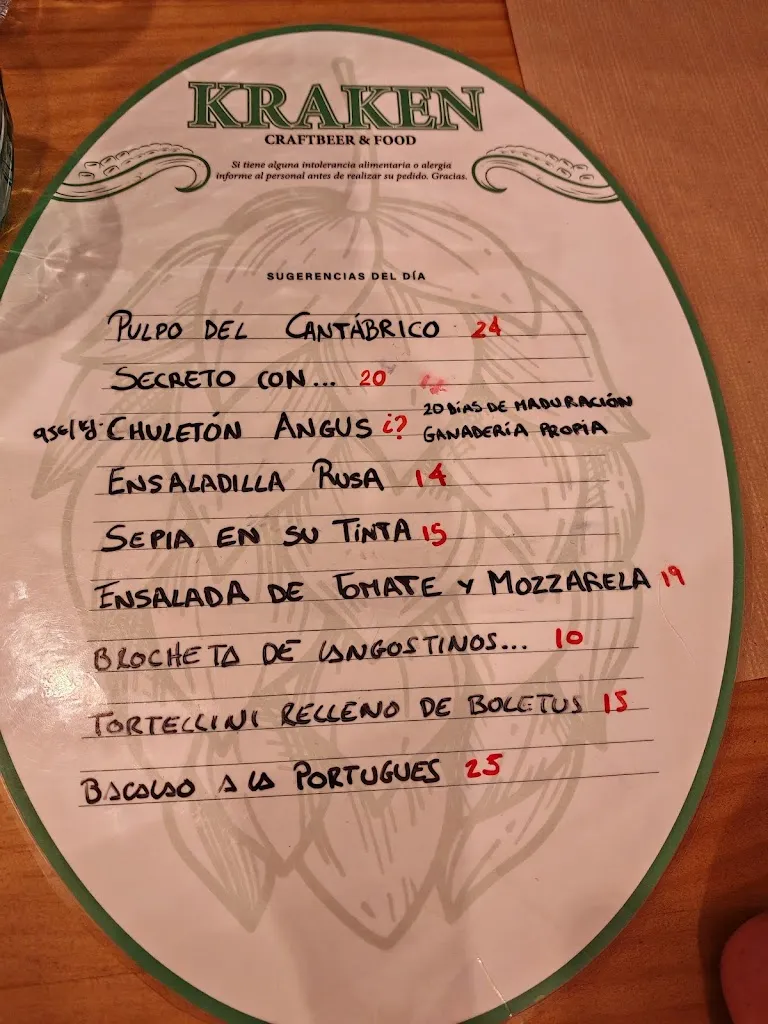 KRAKEN
CRAFTBEER & FOOD
Si tiene alguna intolerancia alimentaria o alergia
informe al personal antes de realizar su pedido. Gracias.
SUGERENCIAS DEL DÍA
PULPO DEL CANTÁBRICO 24
SECRETO CON... 20
CHULETÓN ANGUS ¿? 20 DÍAS DE MADURACIÓN
GANADERÍA PROPIA
ENSALADILLA RUSA 14
SEPIA EN SU TINTA 15
ENSALADA DE TOMATE Y MOZZARELA 19
BROCHETA DE LANGOSTINOS... 10
TORTELLINI RELLENO DE BOLETUS 15
BACALAO A LA PORTUGUES 25